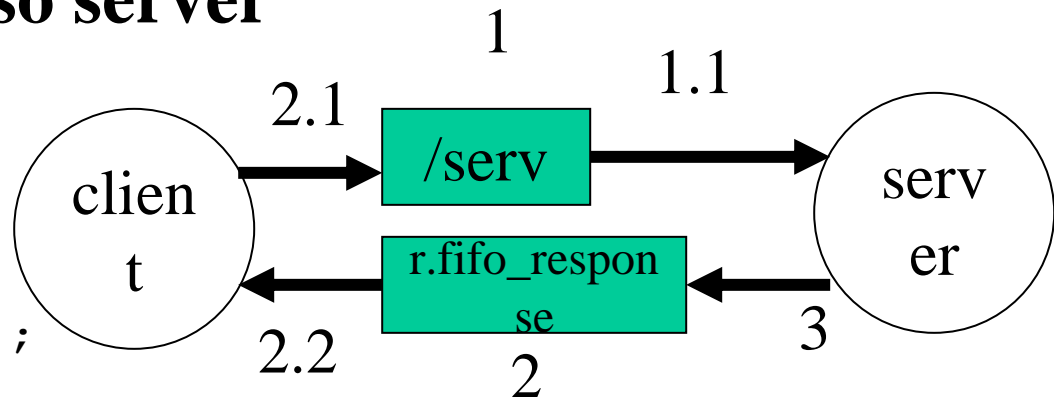 so server
1
2.1
1.1
/serv
clien
t
serv
er
r.fifo_respon
se
;
2.2
3
2